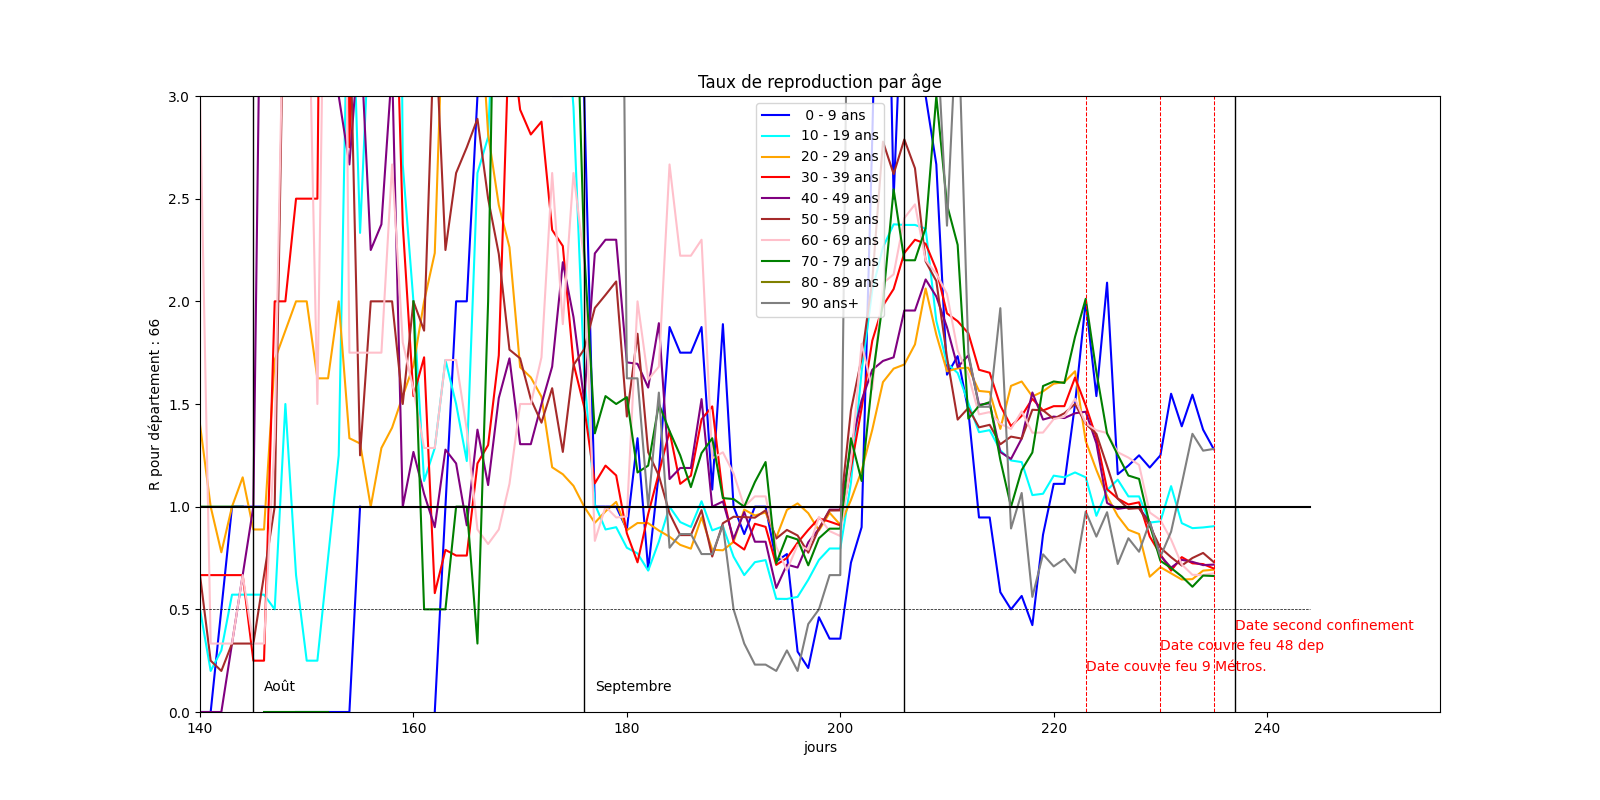 Taux de reproduction par âge
R pour département : 66
3.0
2.5
2.0
1.5
1.0
0.5
0.0
0 - 9 ans
10 - 19 ans
20 - 29 ans
30 - 39 ans
40 - 49 ans
50 - 59 ans
60 - 69 ans
70 - 79 ans
80 - 89 ans
90 ans+
Date second confinement
Date couvre feu 48 dep
Date couvre feu 9 Métros.
Août
Septembre
140
160
180
200
220
240
jours